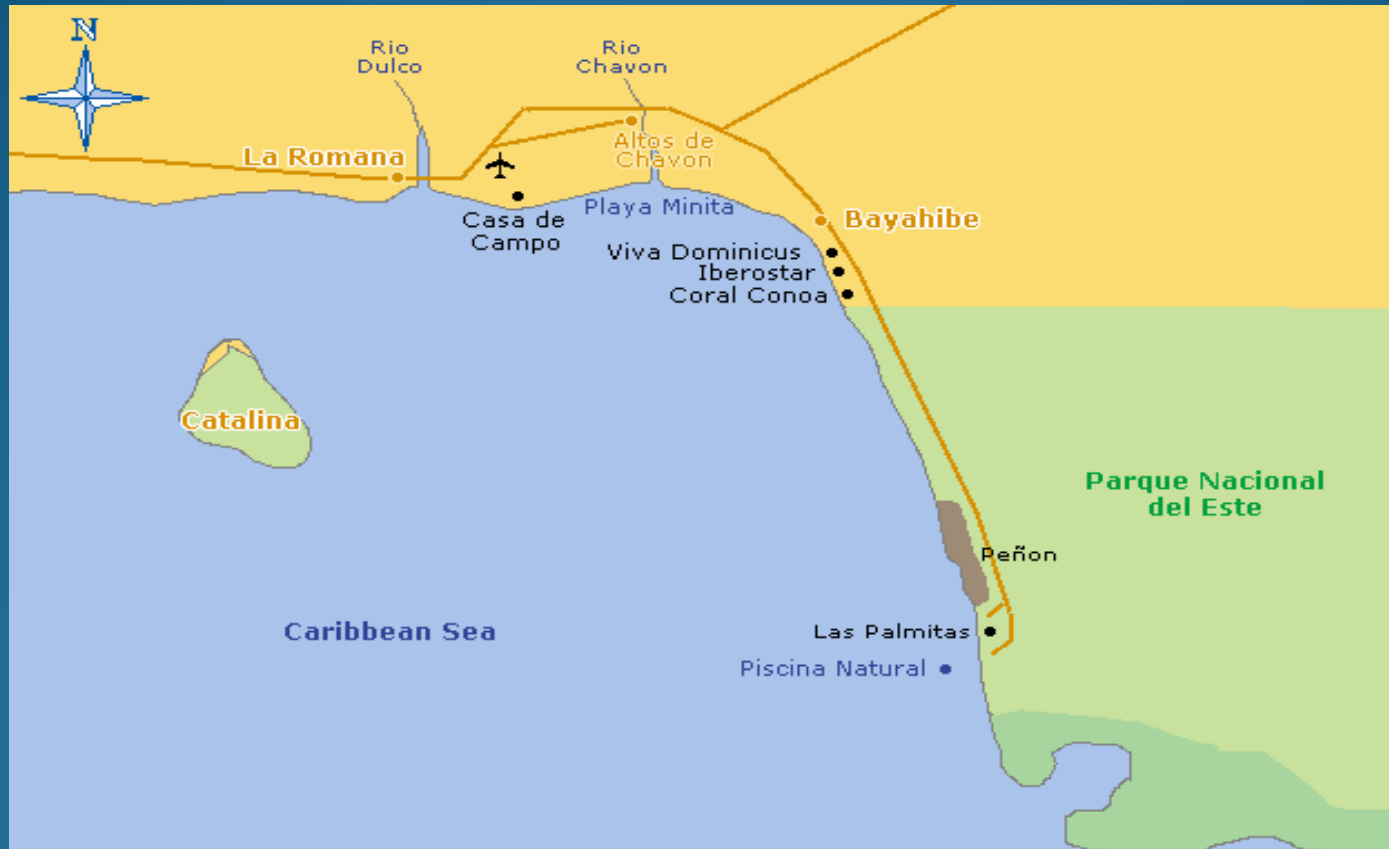 N
Rio
Dulco
Rio
Chavon
La Romana
Altos de
Chavon
Casa de
Campo
Playa Minita
Bayahibe
Viva Dominicus
Iberostar
Coral Conoa
Catalina
Parque Nacional
del Este
Peñon
Caribbean Sea
Las Palmitas
Piscina Natural